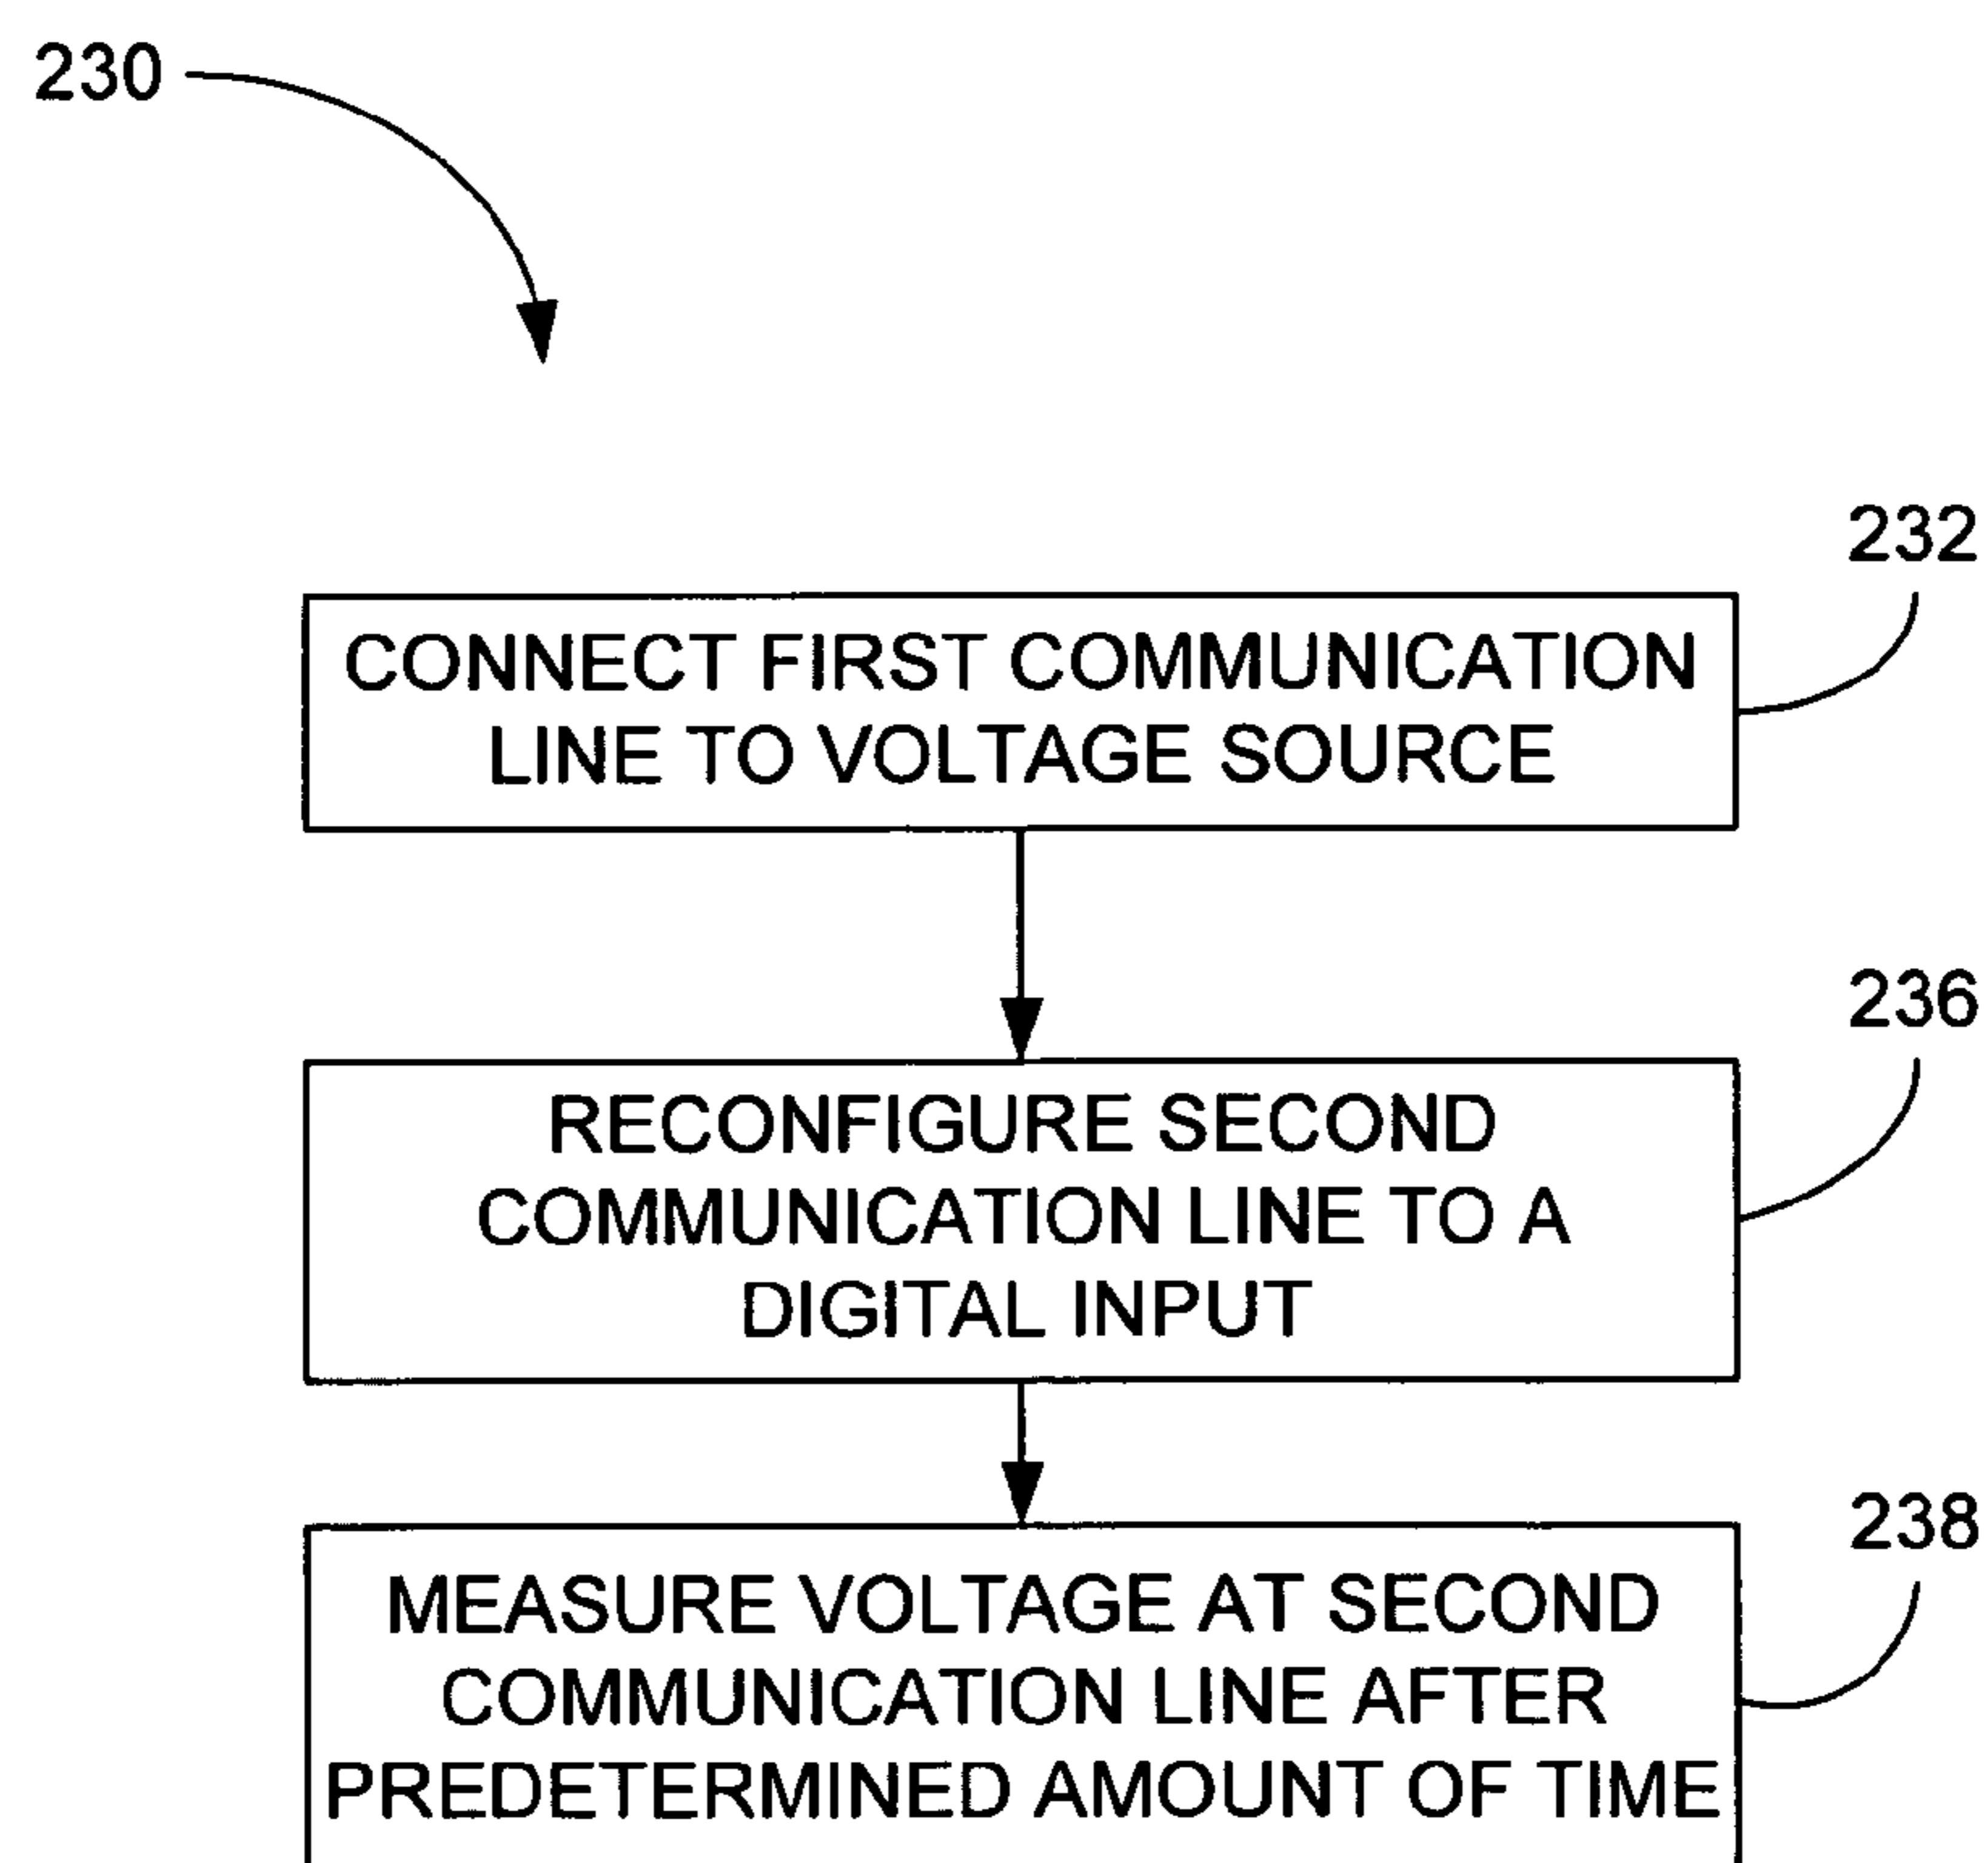 230
232
CONNECT FIRST COMMUNICATION
LINE TO VOLTAGE SOURCE
236
RECONFIGURE SECOND
COMMUNICATION LINE TO A
DIGITAL INPUT
238
MEASURE VOLTAGE AT SECOND
COMMUNICATION LINE AFTER
PREDETERMINED AMOUNT OF TIME